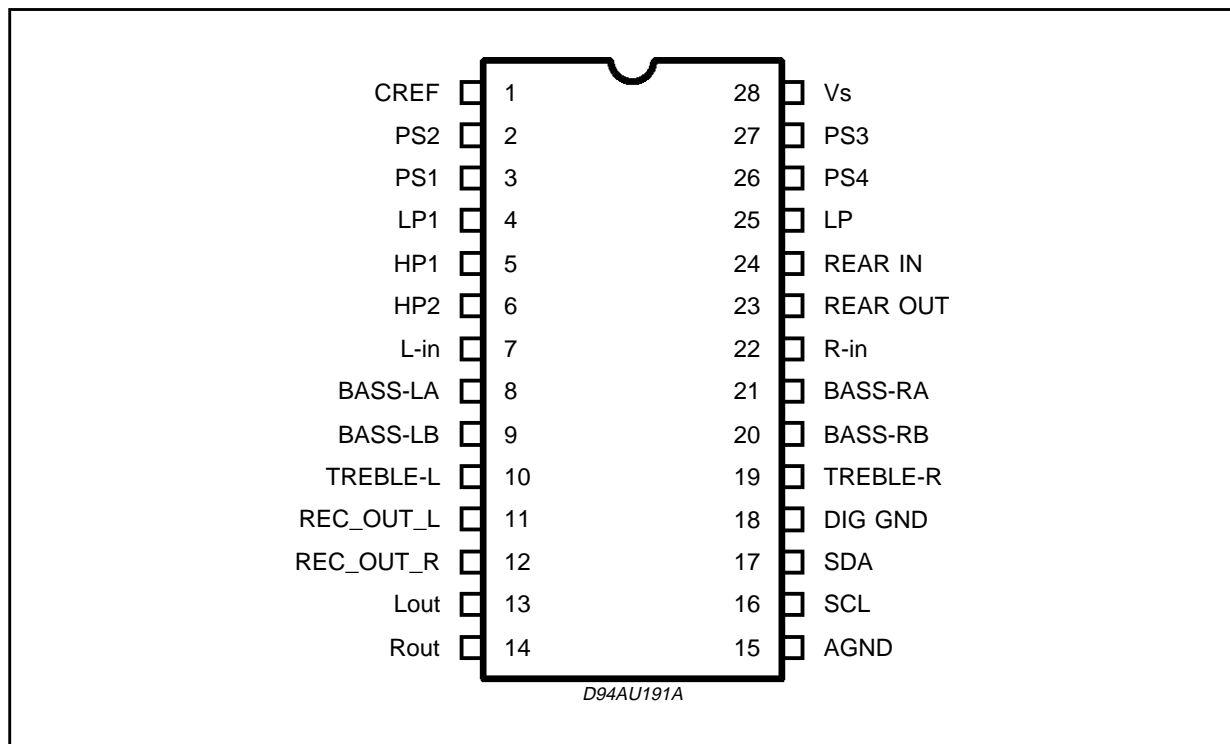 CREF 1 28 Vs
PS2 2 27 PS3
PS1 3 26 PS4
LP1 4 25 LP
HP1 5 24 REAR IN
HP2 6 23 REAR OUT
L-in 7 22 R-in
BASS-LA 8 21 BASS-RA
BASS-LB 9 20 BASS-RB
TREBLE-L 10 19 TREBLE-R
REC_OUT_L 11 18 DIG GND
REC_OUT_R 12 17 SDA
Lout 13 16 SCL
Rout 14 15 AGND
D94AU191A